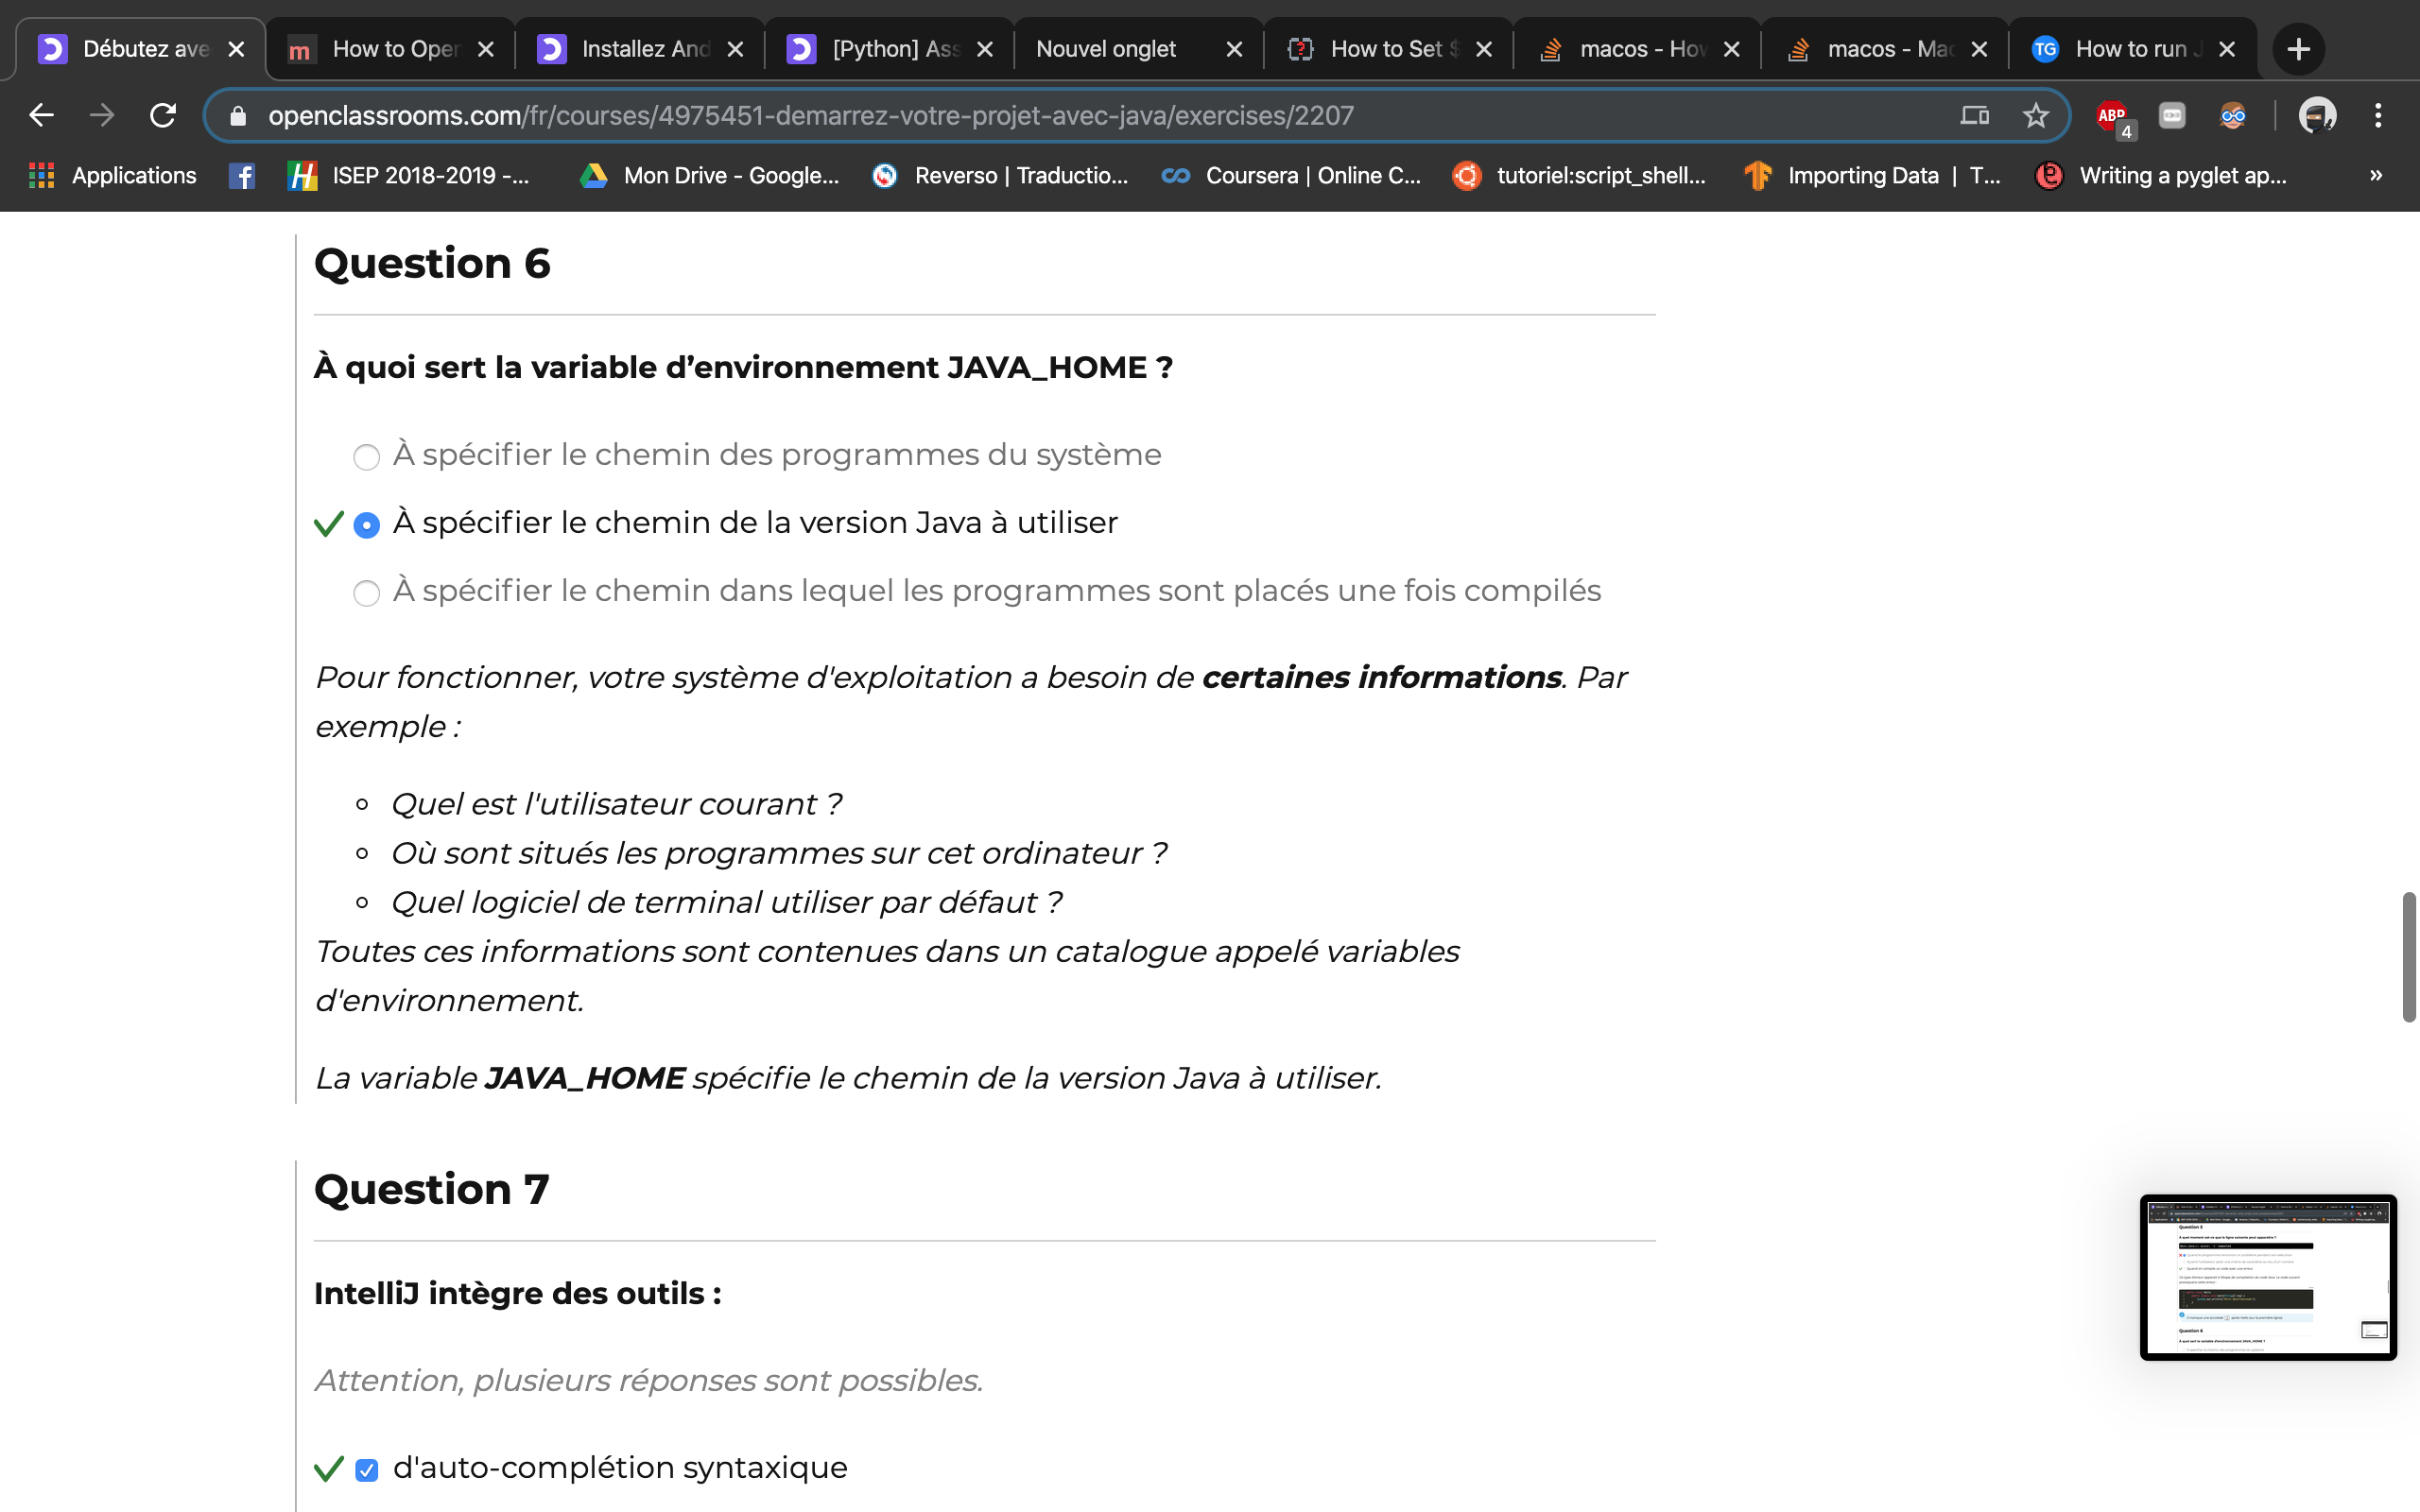 Débutez ave
How to Oper
Installez And
[Python] Ass
Nouvel onglet
How to Set $
macos - How
macos - Mac
TG How to run J
openclassrooms.com/fr/courses/4975451-demarrez-votre-projet-avec-java/exercises/2207
ABP
4
Applications
ISEP 2018-2019 -...
Mon Drive - Google...
Reverso | Traductio...
Coursera | Online C...
tutoriel:script_shell...
Importing Data | T...
Writing a pyglet ap...
»
Question 6
À quoi sert la variable d’environnement JAVA_HOME ?
À spécifier le chemin des programmes du système
À spécifier le chemin de la version Java à utiliser
À spécifier le chemin dans lequel les programmes sont placés une fois compilés
Pour fonctionner, votre système d'exploitation a besoin de certaines informations. Par
exemple :
Quel est l'utilisateur courant ?
Où sont situés les programmes sur cet ordinateur ?
Quel logiciel de terminal utiliser par défaut ?
Toutes ces informations sont contenues dans un catalogue appelé variables
d'environnement.
La variable JAVA_HOME spécifie le chemin de la version Java à utiliser.
Question 7
IntelliJ intègre des outils :
Attention, plusieurs réponses sont possibles.
d'auto-complétion syntaxique
Question 5
Question 6